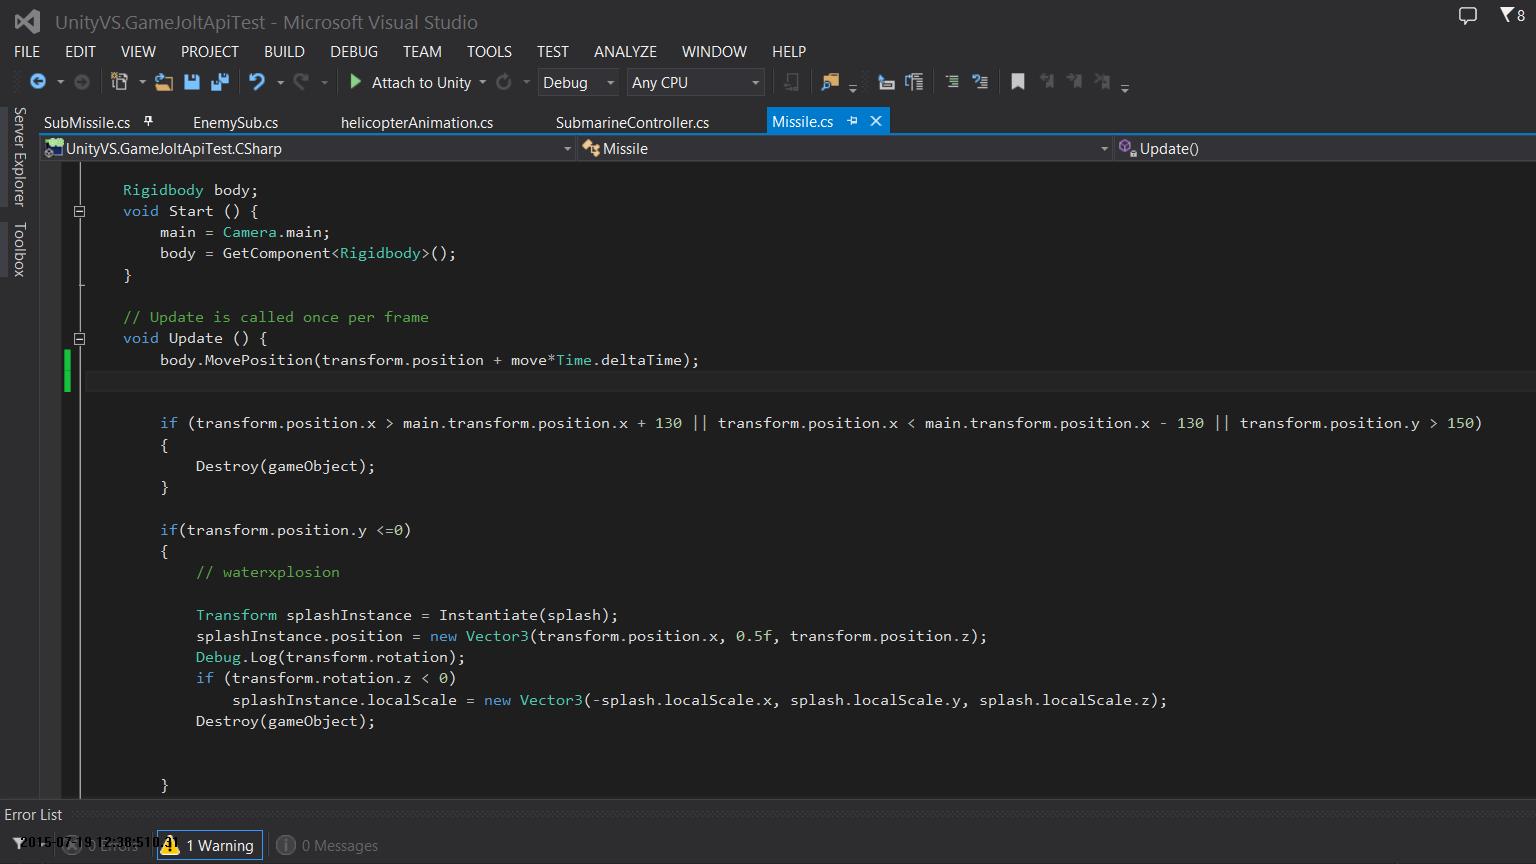 UnityVS.GameJoltApiTest - Microsoft Visual Studio
8
FILE EDIT VIEW PROJECT BUILD DEBUG TEAM TOOLS TEST ANALYZE WINDOW HELP
Attach to Unity Debug Any CPU
Server Explorer
Toolbox
SubMissile.cs EnemySub.cs helicopterAnimation.cs SubmarineController.cs Missile.cs
UnityVS.GameJoltApiTest.CSharp Missile Update()
Rigidbody body;
void Start () {
main = Camera.main;
body = GetComponent<Rigidbody>();
}
// Update is called once per frame
void Update () {
body.MovePosition(transform.position + move*Time.deltaTime);
if (transform.position.x > main.transform.position.x + 130 || transform.position.x < main.transform.position.x - 130 || transform.position.y > 150)
{
Destroy(gameObject);
}
if(transform.position.y <=0)
{
// waterxplosion
Transform splashInstance = Instantiate(splash);
splashInstance.position = new Vector3(transform.position.x, 0.5f, transform.position.z);
Debug.Log(transform.rotation);
if (transform.rotation.z < 0)
splashInstance.localScale = new Vector3(-splash.localScale.x, splash.localScale.y, splash.localScale.z);
Destroy(gameObject);
}
Error List
0 Errors 1 Warning 0 Messages
2015-07-19